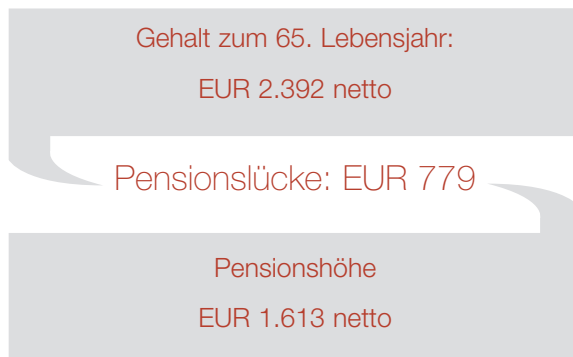 Gehalt zum 65. Lebensjahr:
EUR 2.392 netto
Pensionslücke: EUR 779
Pensionshöhe
EUR 1.613 netto